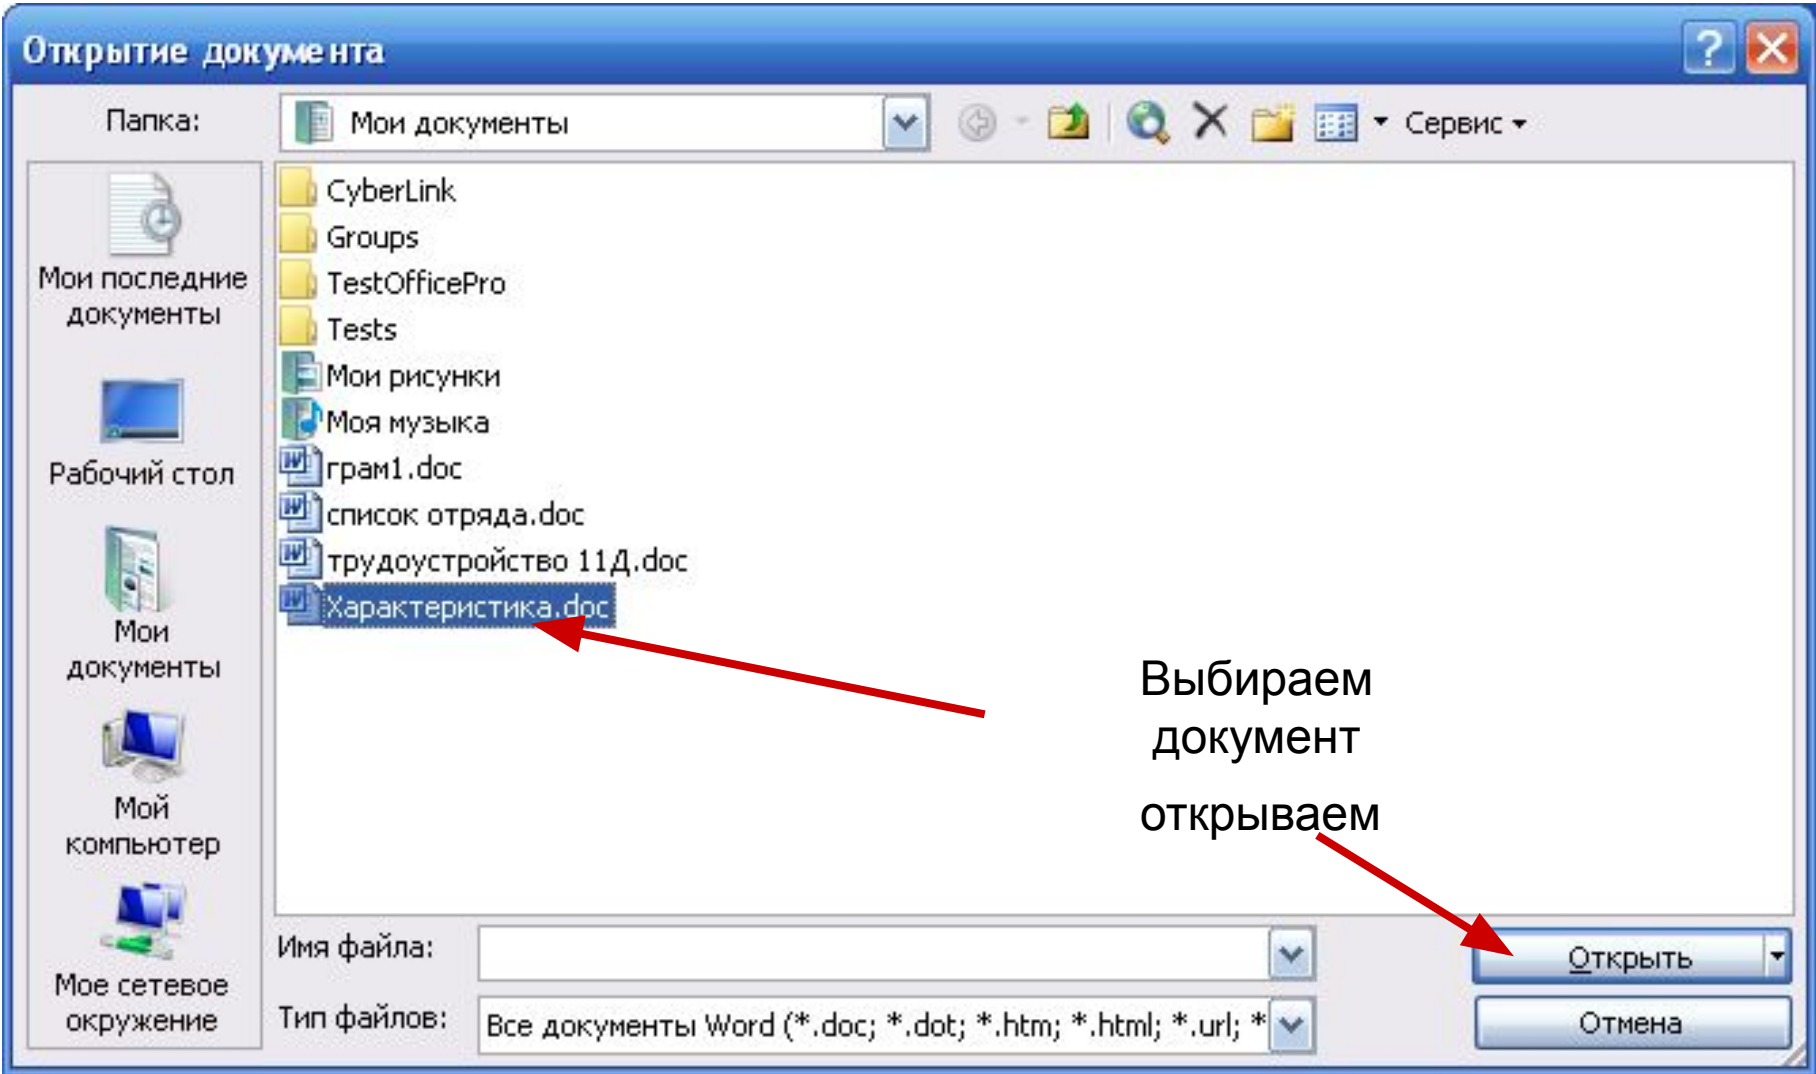 Открытие документа
Папка:
Мои документы
Сервис
Мои последние
документы
Рабочий стол
Мои
документы
Мой
компьютер
Мое сетевое
окружение
CyberLink
Groups
TestOfficePro
Tests
Мои рисунки
Моя музыка
грам1.doc
список отряда.doc
трудоустройство 11Д.doc
Характеристика.doc
Выбираем
документ
открываем
Имя файла:
Открыть
Тип файлов:
Все документы Word (*.doc; *.dot; *.htm; *.html; *.url; *
Отмена